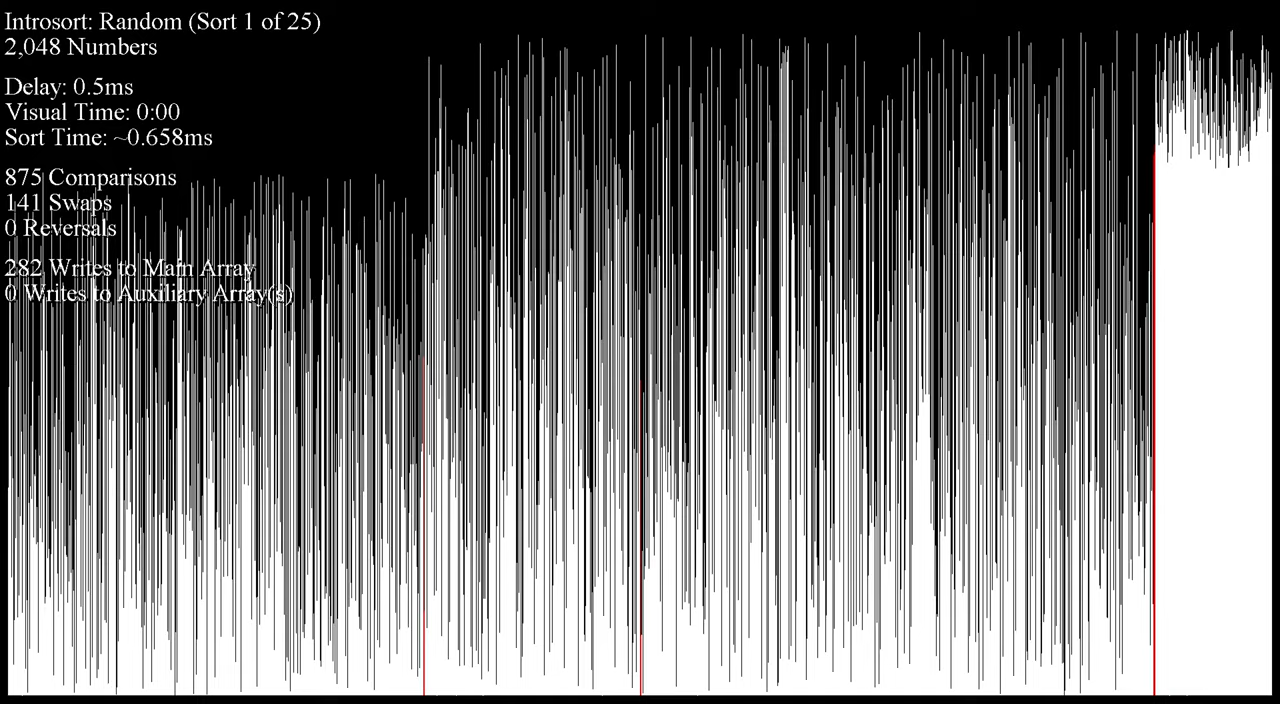 Introsort: Random (Sort 1 of 25)
2,048 Numbers
Delay: 0.5ms
Visual Time: 0:00
Sort Time: ~0.658ms
875 Comparisons
141 Swaps
0 Reversals
282 Writes to Main Array
0 Writes to Auxiliary Array(s)